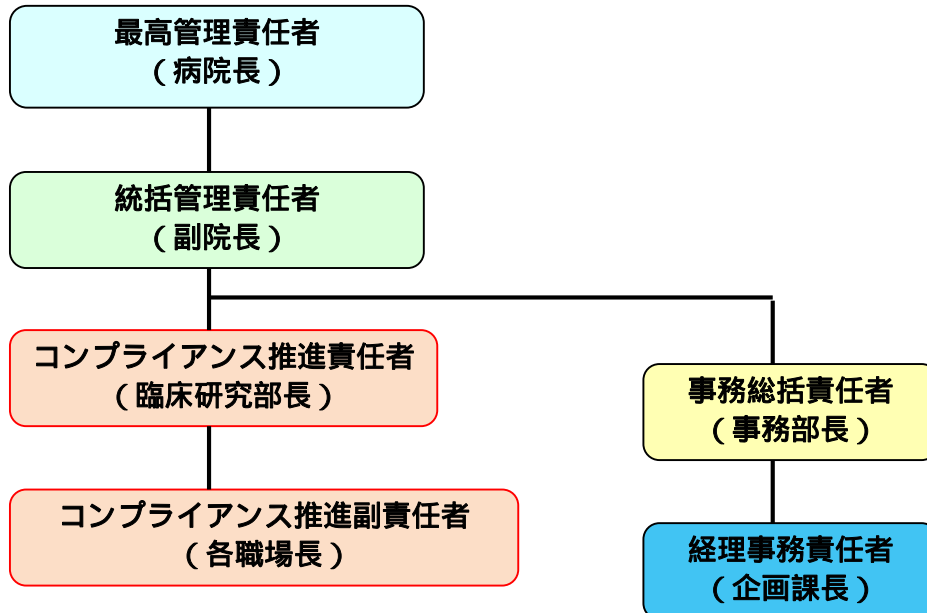 最高管理責任者
（病院長）
統括管理責任者
（副院長）
コンプライアンス推進責任者
（臨床研究部長）
事務総括責任者
（事務部長）
コンプライアンス推進副責任者
（各職場長）
経理事務責任者
（企画課長）